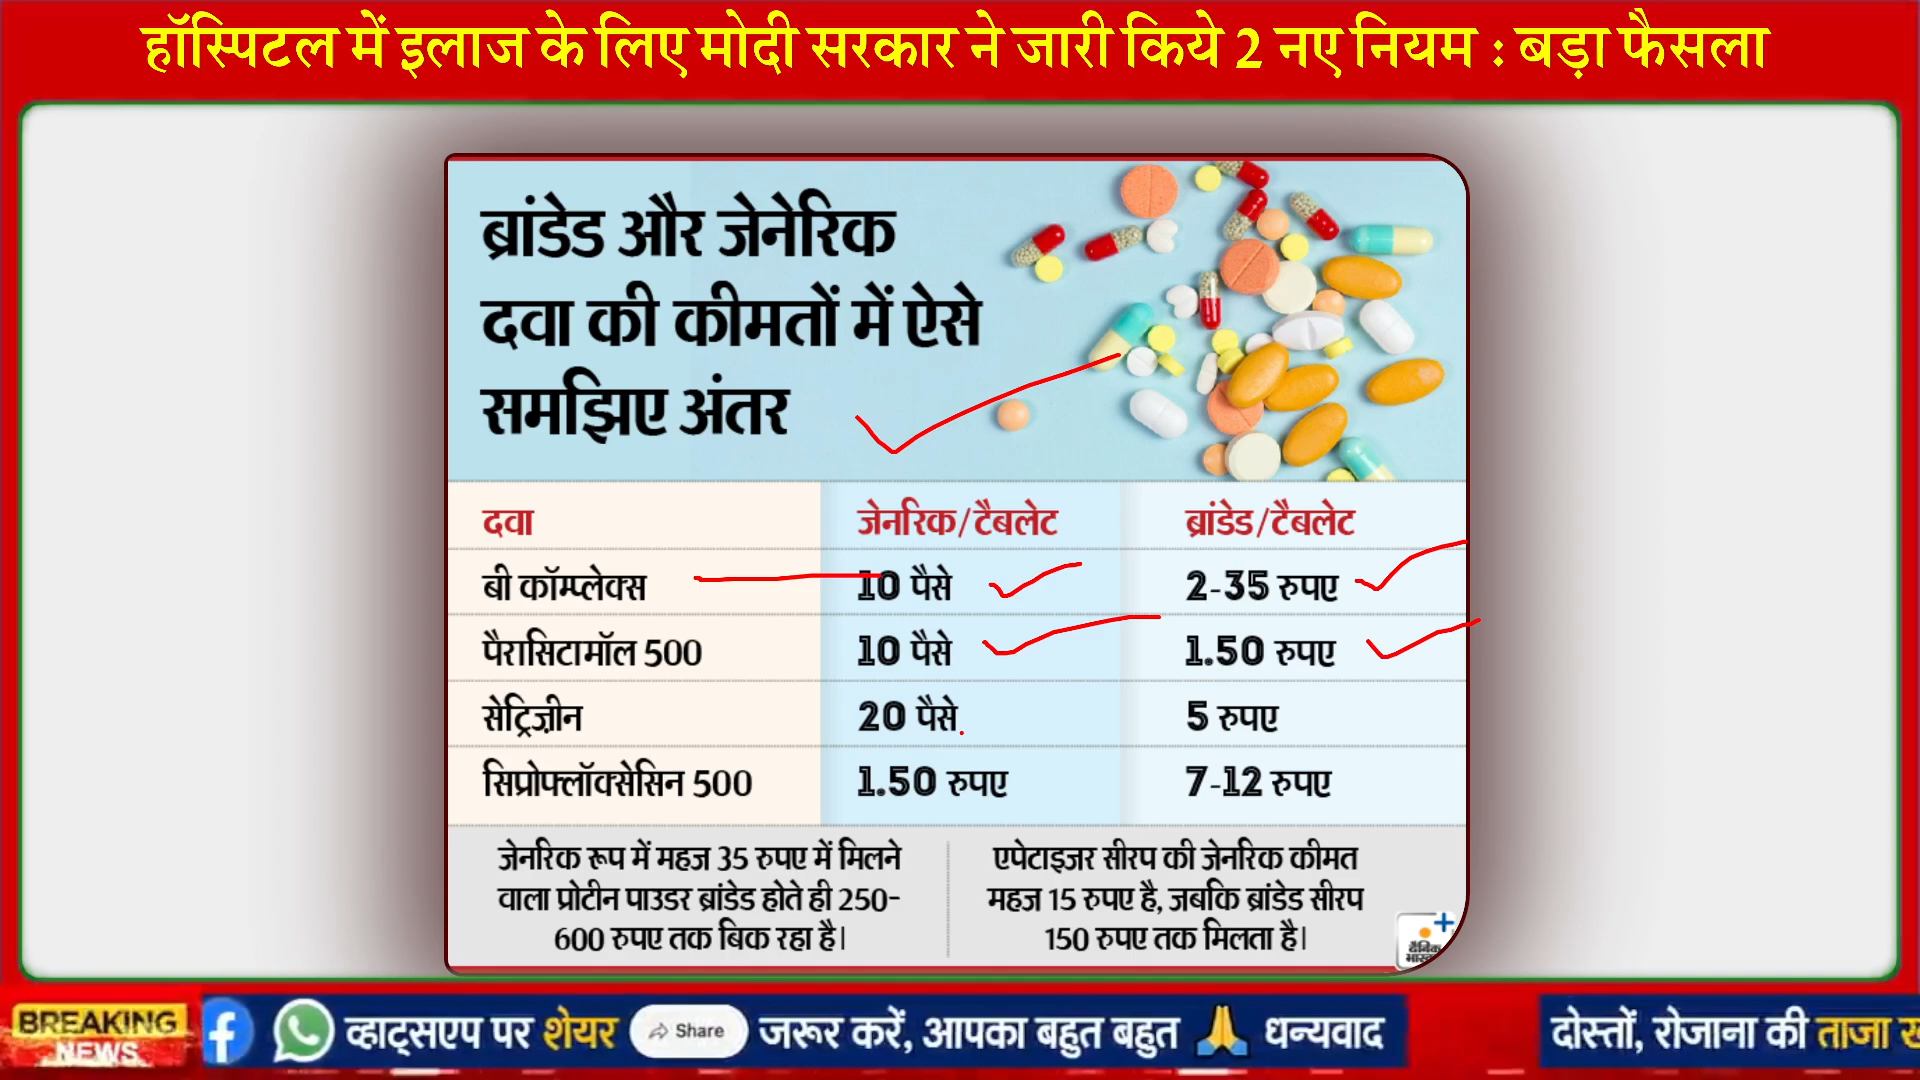 हॉस्पिटल में इलाज के लिए मोदी सरकार ने जारी किये 2 नए नियम : बड़ा फैसला
ब्रांडेड और जेनेरिक
दवा की कीमतों में ऐसे
समझिए अंतर
दवा जेनरिक/टैबलेट ब्रांडेड/टैबलेट
बी कॉम्प्लेक्स 10 पैसे 2-35 रुपए
पैरासिटामॉल 500 10 पैसे 1.50 रुपए
सेट्रिज़ीन 20 पैसे 5 रुपए
सिप्रोफ्लॉक्सेसिन 500 1.50 रुपए 7-12 रुपए
जेनरिक रूप में महज 35 रुपए में मिलने
वाला प्रोटीन पाउडर ब्रांडेड होते ही 250-
600 रुपए तक बिक रहा है।
एपेटाइजर सीरप की जेनरिक कीमत
महज 15 रुपए है, जबकि ब्रांडेड सीरप
150 रुपए तक मिलता है।
दैनिक
BREAKING
NEWS
व्हाट्सएप पर शेयर Share जरूर करें, आपका बहुत बहुत धन्यवाद
दोस्तों, रोजाना की ताजा